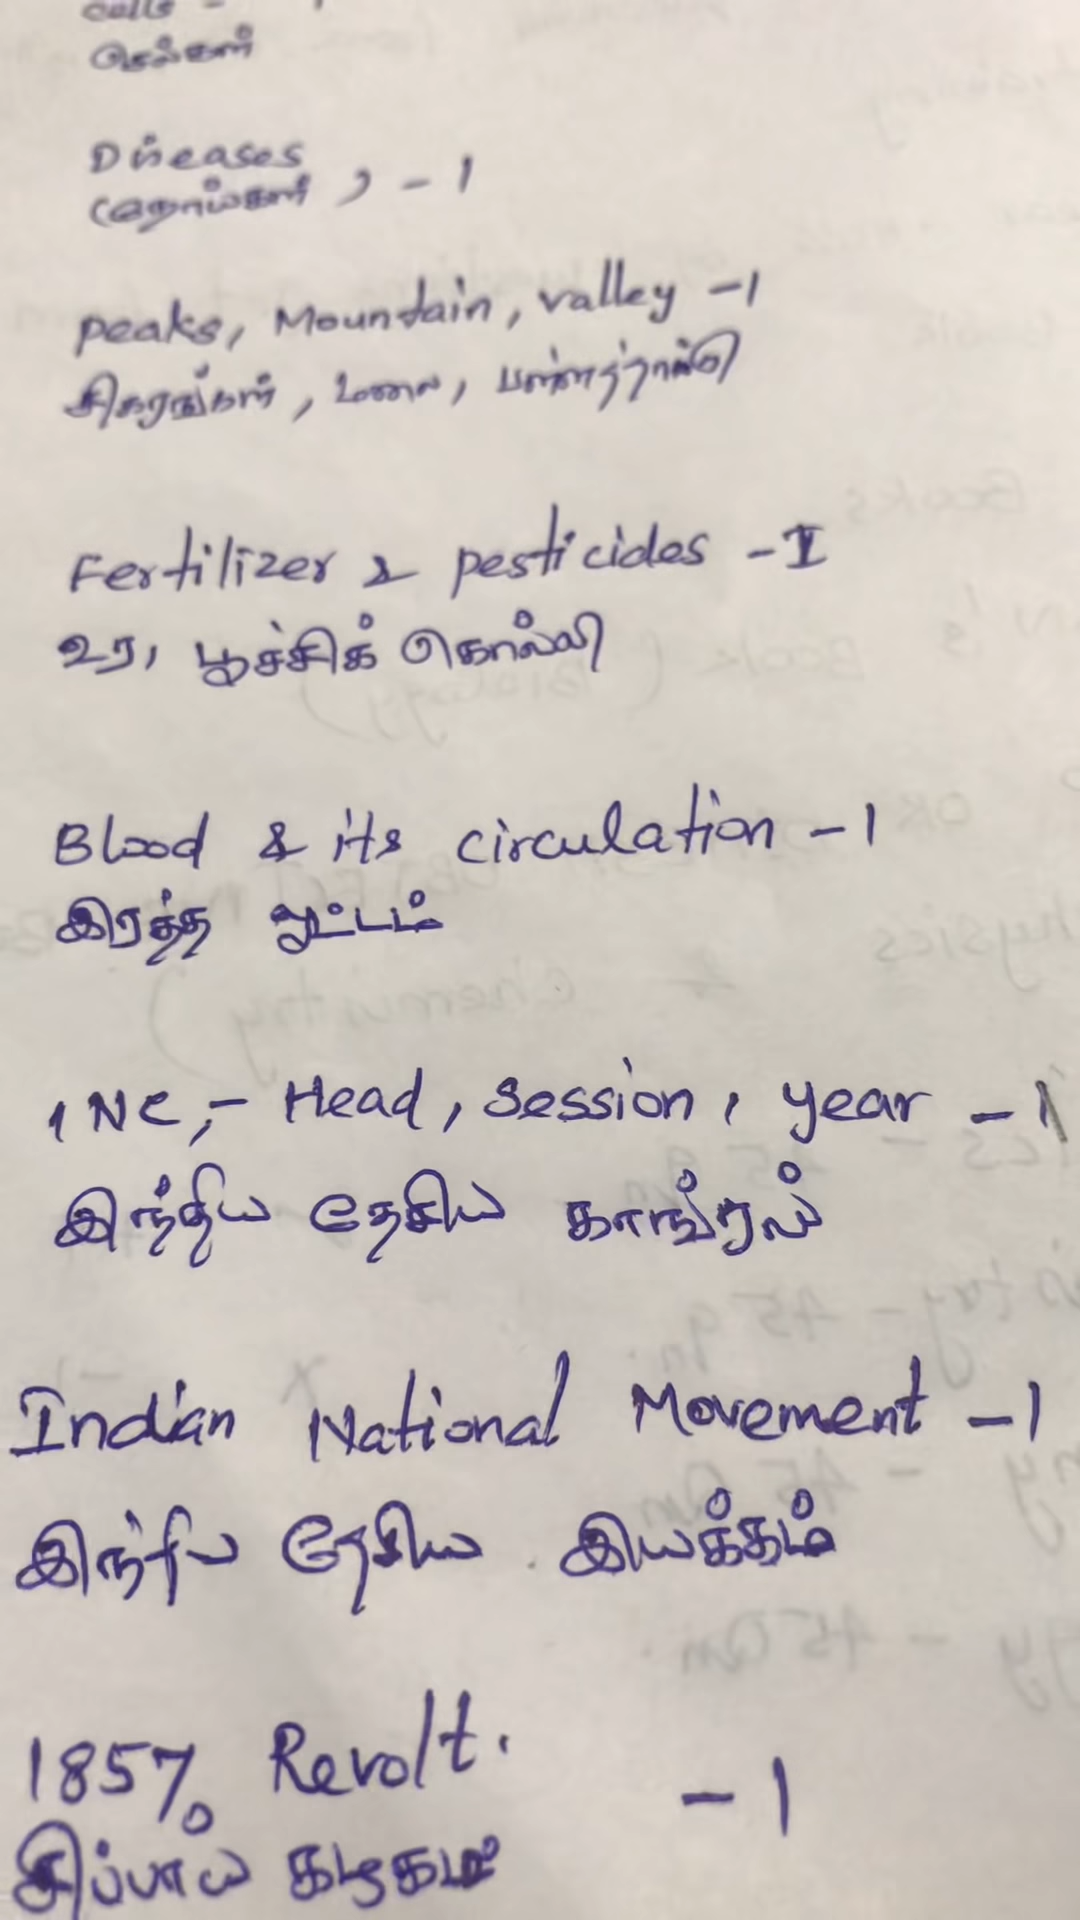 cells -
செல்கள்
Diseases
நோய்கள் , - 1
peaks, Mountain, valley - 1
சிகரங்கள் , மலை, பள்ளத்தாக்கு
Fertilizer & pesticides - I
உர, பூச்சிக் கொல்லி
Blood & its circulation - 1
இரத்த ஓட்டம்
INC, - Head, session, year - 1
இந்திய தேசிய காங்ரஸ்
Indian National Movement - 1
இந்திய தேசிய இயக்கம்
1857 Revolt. - 1
சிப்பாய் கழகம்